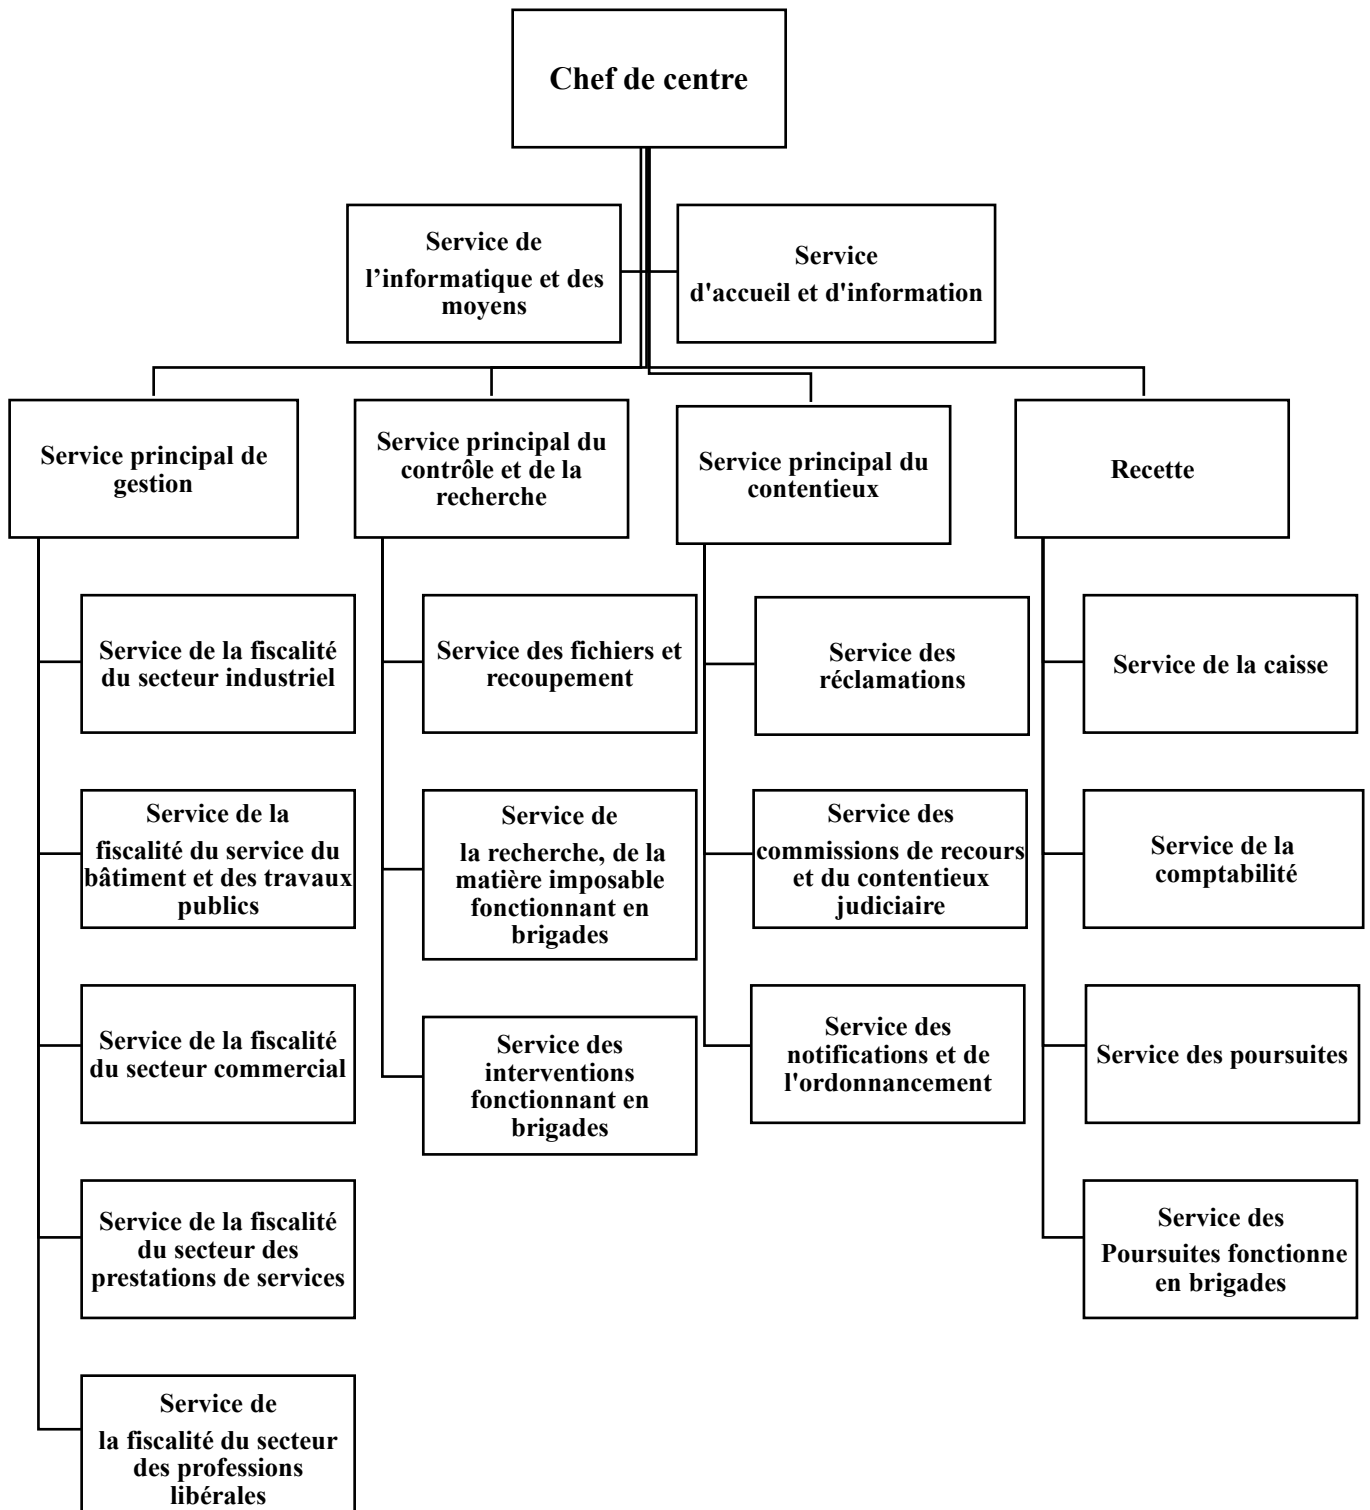 Chef de centre
Service de
l’informatique et des
moyens
Service
d'accueil et d'information
Service principal de
gestion
Service principal du
contrôle et de la
recherche
Service principal du
contentieux
Recette
Service de la fiscalité
du secteur industriel
Service de la
fiscalité du service du
bâtiment et des travaux
publics
Service de la fiscalité
du secteur commercial
Service de la fiscalité
du secteur des
prestations de services
Service de
la fiscalité du secteur
des professions
libérales
Service des fichiers et
recoupement
Service de
la recherche, de la
matière imposable
fonctionnant en
brigades
Service des
interventions
fonctionnant en
brigades
Service des
réclamations
Service des
commissions de recours
et du contentieux
judiciaire
Service des
notifications et de
l'ordonnancement
Service de la caisse
Service de la
comptabilité
Service des poursuites
Service des
Poursuites fonctionne
en brigades